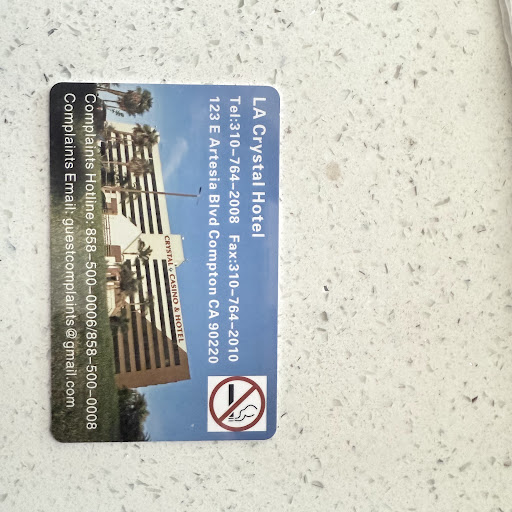 LA Crystal Hotel
Tel:310-764-2008 Fax:310-764-2010
123 E Artesia Blvd Compton CA 90220
CRYSTAL CASINO & HOTEL
Complaints Hotline: 858-500-0006/858-500-0008
Complaints Email: guestcomplaints@gmail.com